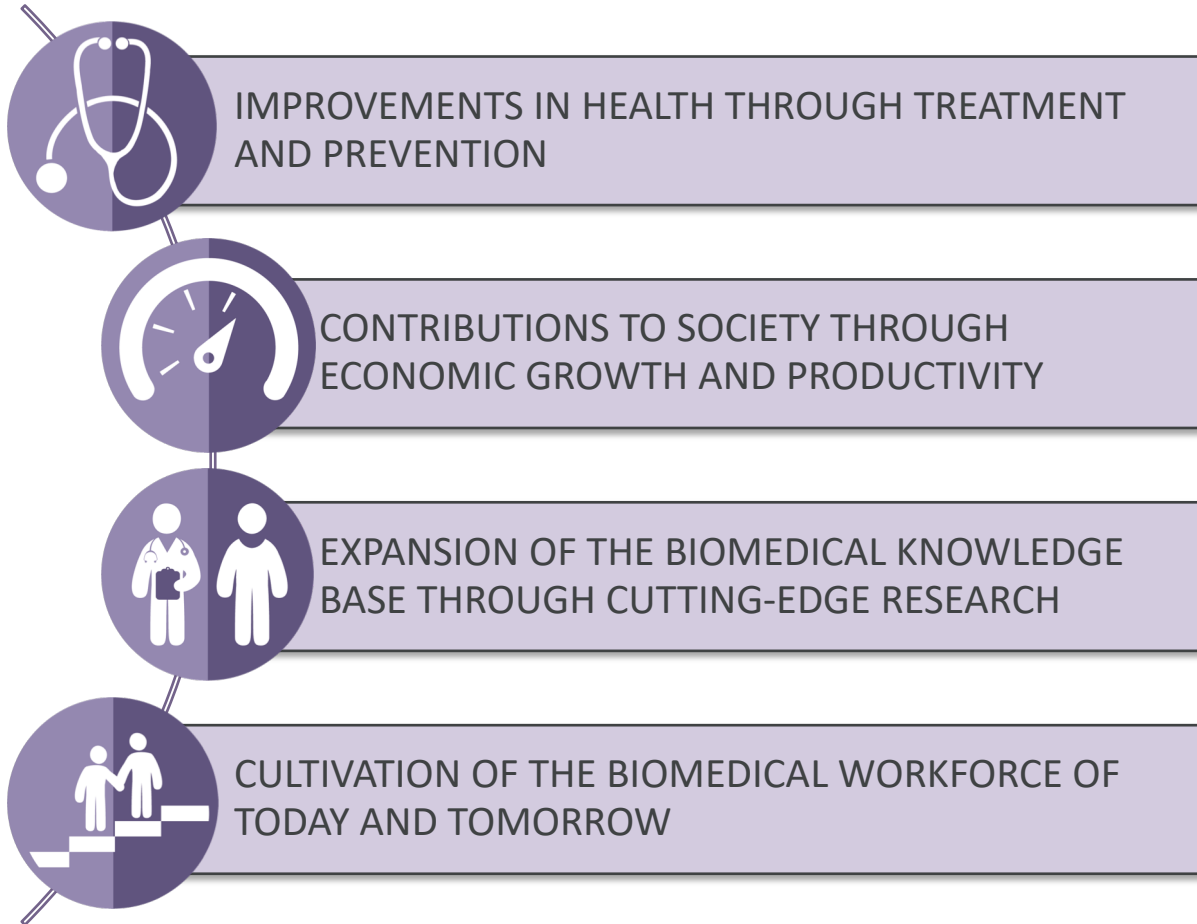 IMPROVEMENTS IN HEALTH THROUGH TREATMENT
AND PREVENTION
CONTRIBUTIONS TO SOCIETY THROUGH
ECONOMIC GROWTH AND PRODUCTIVITY
EXPANSION OF THE BIOMEDICAL KNOWLEDGE
BASE THROUGH CUTTING-EDGE RESEARCH
CULTIVATION OF THE BIOMEDICAL WORKFORCE OF
TODAY AND TOMORROW